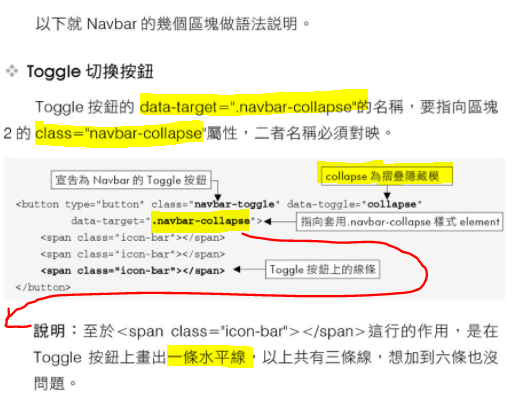 以下就 Navbar 的幾個區塊做語法説明。
❖ Toggle 切換按鈕
Toggle 按鈕的 data-target=".navbar-collapse"的名稱，要指向區塊
2 的 class="navbar-collapse"屬性，二者名稱必須對映。
宣告為 Navbar 的 Toggle 按鈕
collapse 為摺疊隱藏模
<button type="button" class="navbar-toggle" data-toggle="collapse"
data-target=".navbar-collapse">
指向套用.navbar-collapse 樣式 element
<span class="icon-bar"></span>
<span class="icon-bar"></span>
<span class="icon-bar"></span>
Toggle 按鈕上的線條
</button>
説明：至於<span class="icon-bar"></span>這行的作用，是在
Toggle 按鈕上畫出一條水平線，以上共有三條線，想加到六條也沒
問題。